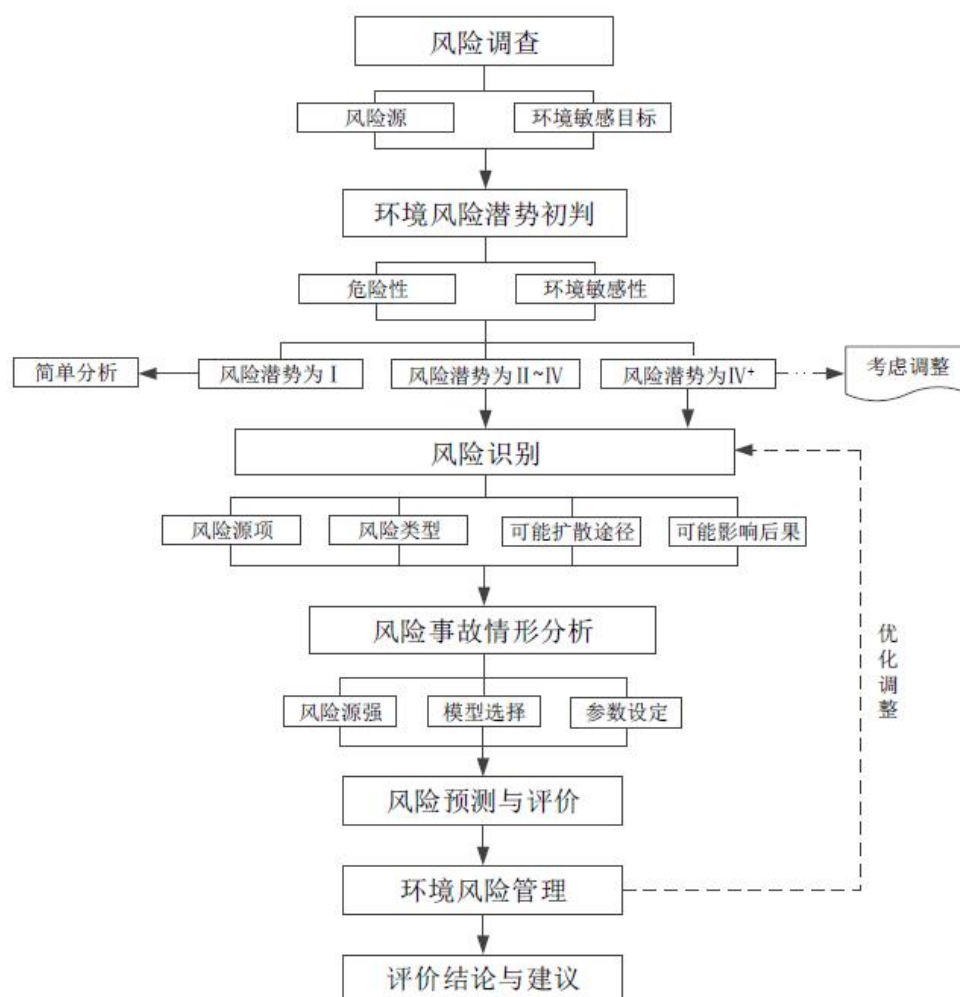 风险调查
风险源
环境敏感目标
环境风险潜势初判
危险性
环境敏感性
简单分析
风险潜势为Ⅰ
风险潜势为Ⅱ~Ⅳ
风险潜势为Ⅳ⁺
考虑调整
风险识别
风险源项
风险类型
可能扩散途径
可能影响后果
风险事故情形分析
优化调整
风险源强
模型选择
参数设定
风险预测与评价
环境风险管理
评价结论与建议